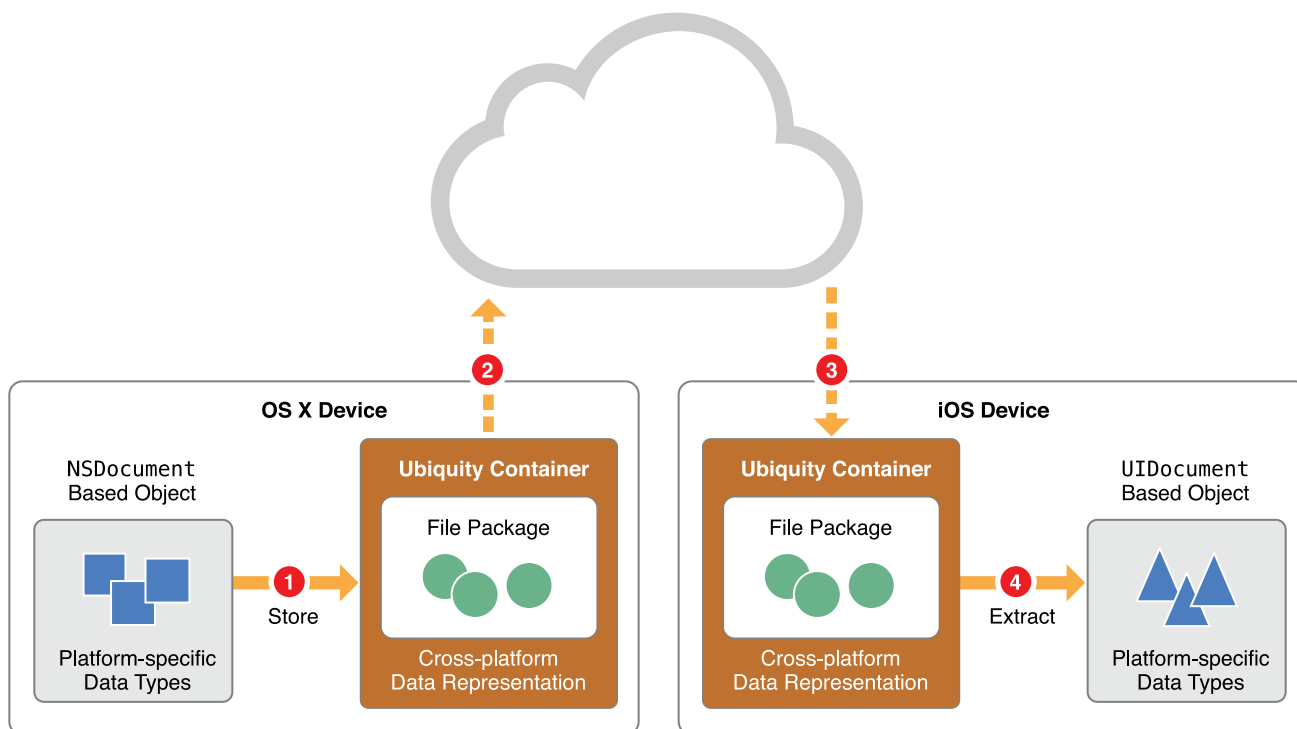 2
3
OS X Device
NSDocument
Based Object
Platform-specific
Data Types
1
Store
Ubiquity Container
File Package
Cross-platform
Data Representation
iOS Device
Ubiquity Container
File Package
Cross-platform
Data Representation
4
Extract
UIDocument
Based Object
Platform-specific
Data Types